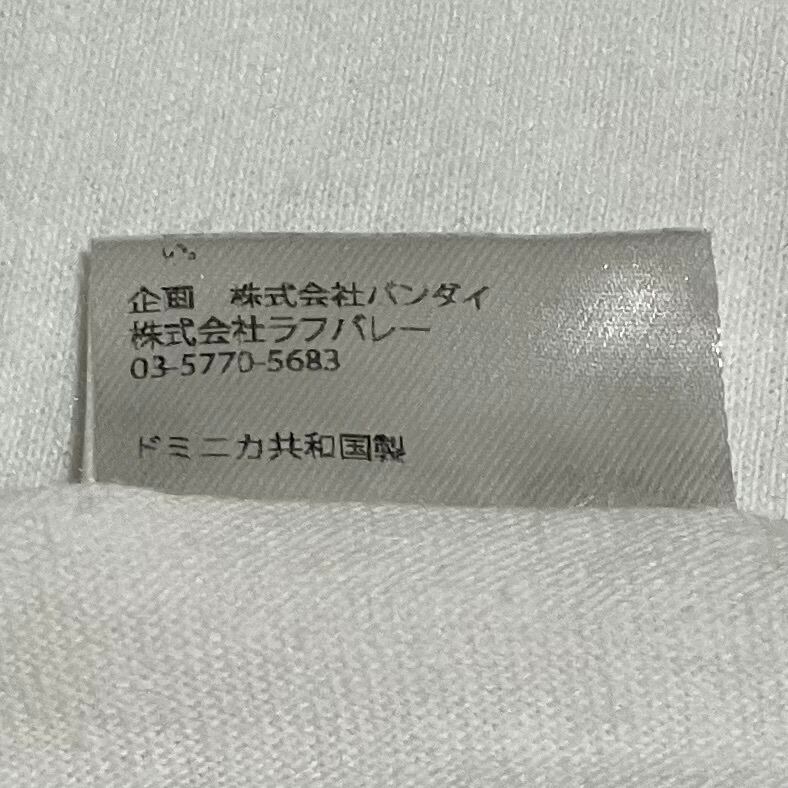 い。
企画　株式会社バンダイ
株式会社ラフバレー
03-5770-5683
ドミニカ共和国製